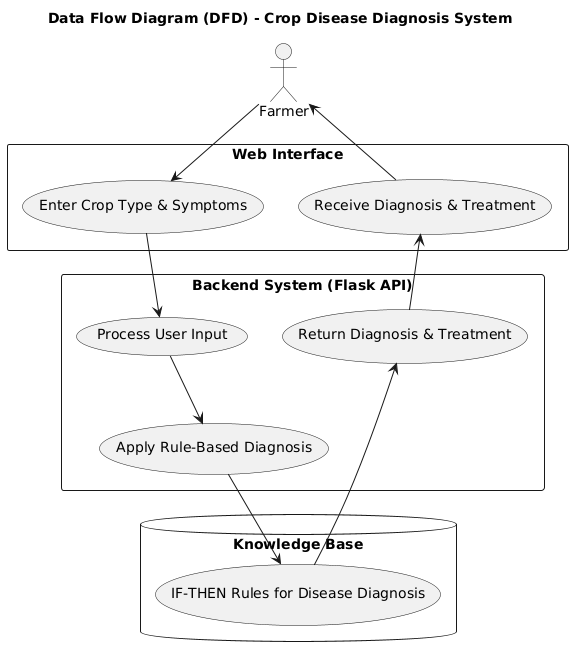 Data Flow Diagram (DFD) - Crop Disease Diagnosis System
Farmer
Web Interface
Enter Crop Type & Symptoms
Receive Diagnosis & Treatment
Backend System (Flask API)
Process User Input
Return Diagnosis & Treatment
Apply Rule-Based Diagnosis
Knowledge Base
IF-THEN Rules for Disease Diagnosis